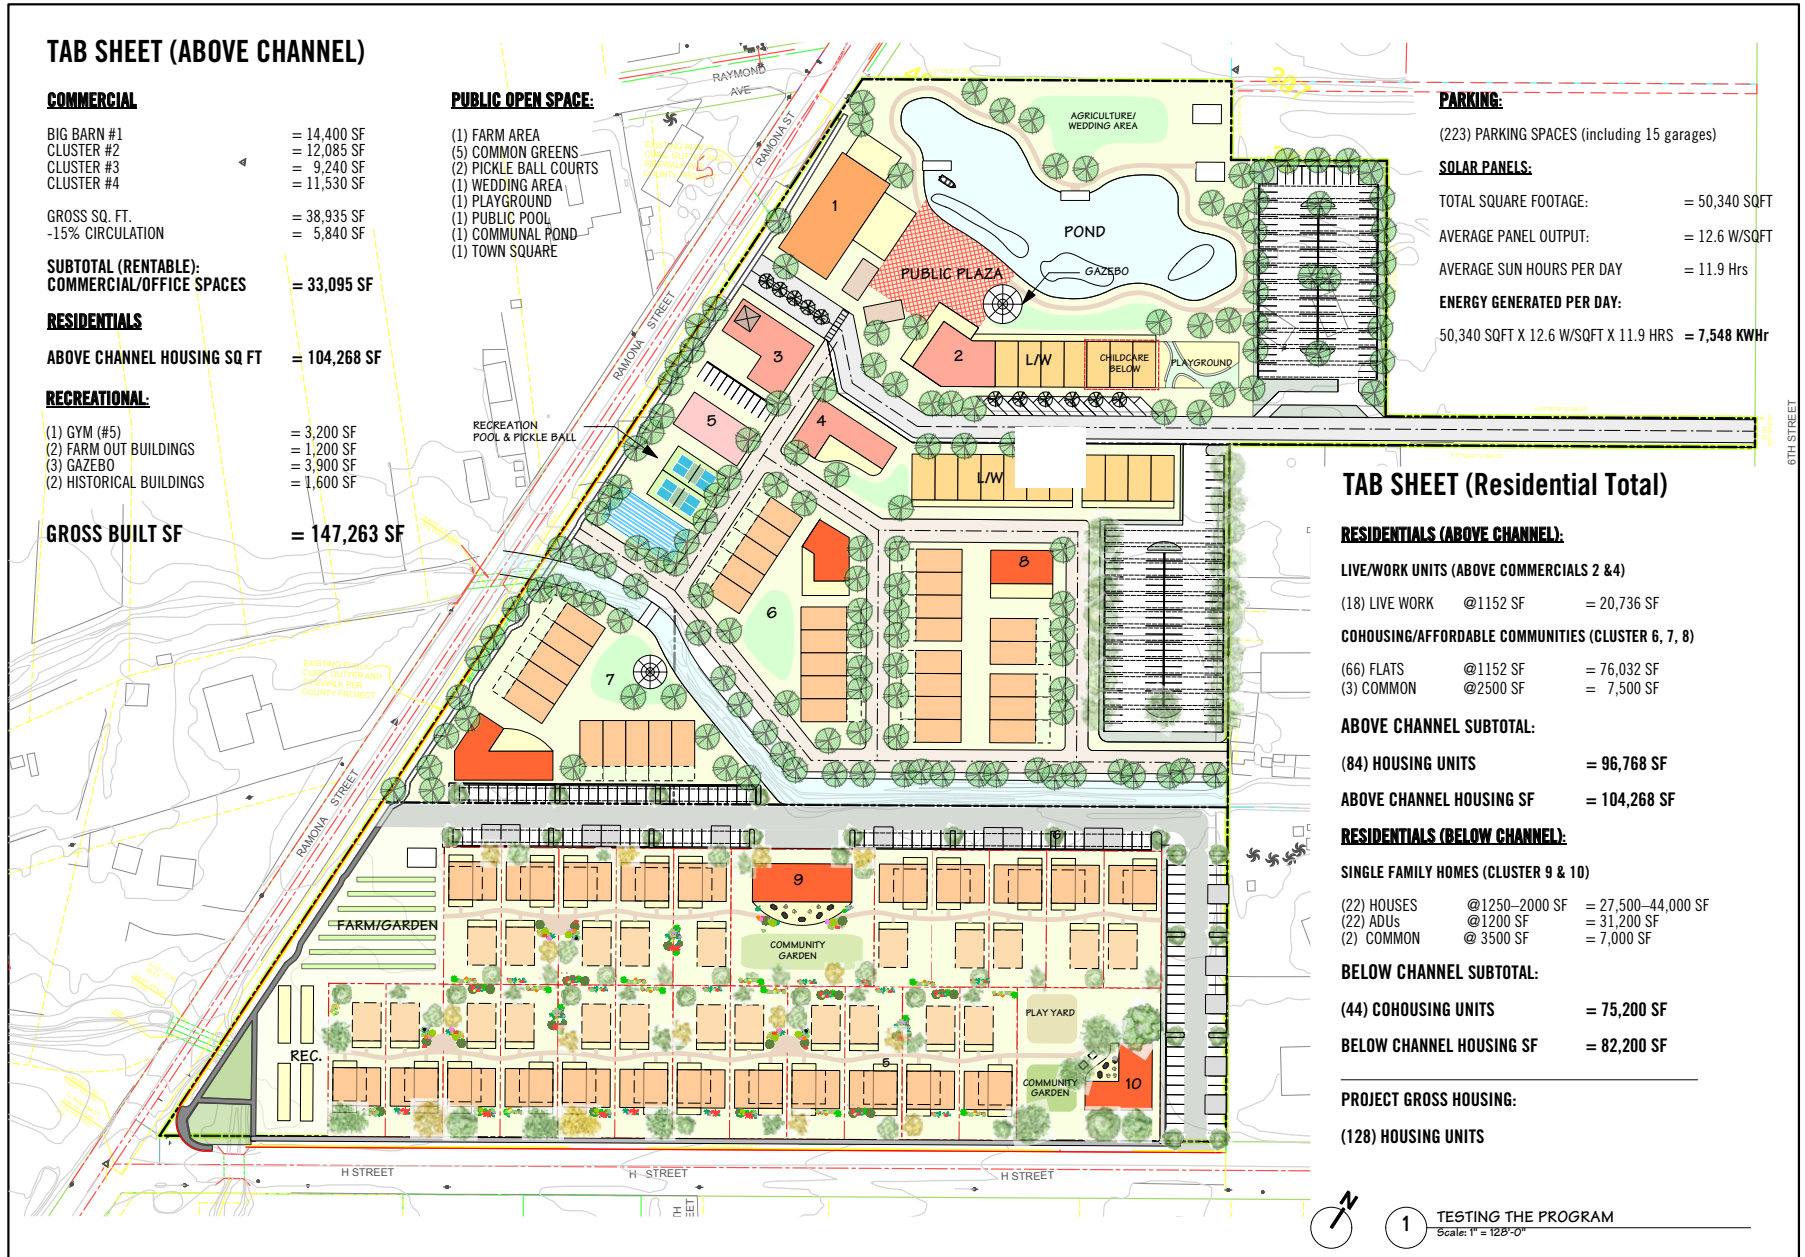 TAB SHEET (ABOVE CHANNEL)
COMMERCIAL
BIG BARN #1 = 14,400 SF
CLUSTER #2 = 12,085 SF
CLUSTER #3 = 9,240 SF
CLUSTER #4 = 11,530 SF
GROSS SQ. FT. = 38,935 SF
-15% CIRCULATION = 5,840 SF
SUBTOTAL (RENTABLE):
COMMERCIAL/OFFICE SPACES = 33,095 SF
RESIDENTIALS
ABOVE CHANNEL HOUSING SQ FT = 104,268 SF
RECREATIONAL:
(1) GYM (#5) = 3,200 SF
(2) FARM OUT BUILDINGS = 1,200 SF
(3) GAZEBO = 3,900 SF
(2) HISTORICAL BUILDINGS = 1,600 SF
GROSS BUILT SF = 147,263 SF
PUBLIC OPEN SPACE:
(1) FARM AREA
(5) COMMON GREENS
(2) PICKLE BALL COURTS
(1) WEDDING AREA
(1) PLAYGROUND
(1) PUBLIC POOL
(1) COMMUNAL POND
(1) TOWN SQUARE
RAYMOND
AVE
RAMONA ST
RAMONA STREET
RAMONA STREET
AGRICULTURE/
WEDDING AREA
1
POND
PUBLIC PLAZA
GAZEBO
3
2
L/W
CHILDCARE
BELOW
PLAYGROUND
5
4
RECREATION
POOL & PICKLE BALL
L/W
8
6
7
9
FARM/GARDEN
COMMUNITY
GARDEN
PLAY YARD
REC.
5
6
COMMUNITY
GARDEN
10
H STREET
H STREET
H STREET
6TH STREET
PARKING:
(223) PARKING SPACES (including 15 garages)
SOLAR PANELS:
TOTAL SQUARE FOOTAGE: = 50,340 SQFT
AVERAGE PANEL OUTPUT: = 12.6 W/SQFT
AVERAGE SUN HOURS PER DAY = 11.9 Hrs
ENERGY GENERATED PER DAY:
50,340 SQFT X 12.6 W/SQFT X 11.9 HRS = 7,548 KWHr
TAB SHEET (Residential Total)
RESIDENTIALS (ABOVE CHANNEL):
LIVE/WORK UNITS (ABOVE COMMERCIALS 2 &4)
(18) LIVE WORK @1152 SF = 20,736 SF
COHOUSING/AFFORDABLE COMMUNITIES (CLUSTER 6, 7, 8)
(66) FLATS @1152 SF = 76,032 SF
(3) COMMON @2500 SF = 7,500 SF
ABOVE CHANNEL SUBTOTAL:
(84) HOUSING UNITS = 96,768 SF
ABOVE CHANNEL HOUSING SF = 104,268 SF
RESIDENTIALS (BELOW CHANNEL):
SINGLE FAMILY HOMES (CLUSTER 9 & 10)
(22) HOUSES @1250–2000 SF = 27,500–44,000 SF
(22) ADUs @1200 SF = 31,200 SF
(2) COMMON @ 3500 SF = 7,000 SF
BELOW CHANNEL SUBTOTAL:
(44) COHOUSING UNITS = 75,200 SF
BELOW CHANNEL HOUSING SF = 82,200 SF
PROJECT GROSS HOUSING:
(128) HOUSING UNITS
N
1
TESTING THE PROGRAM
Scale: 1" = 128'-0"